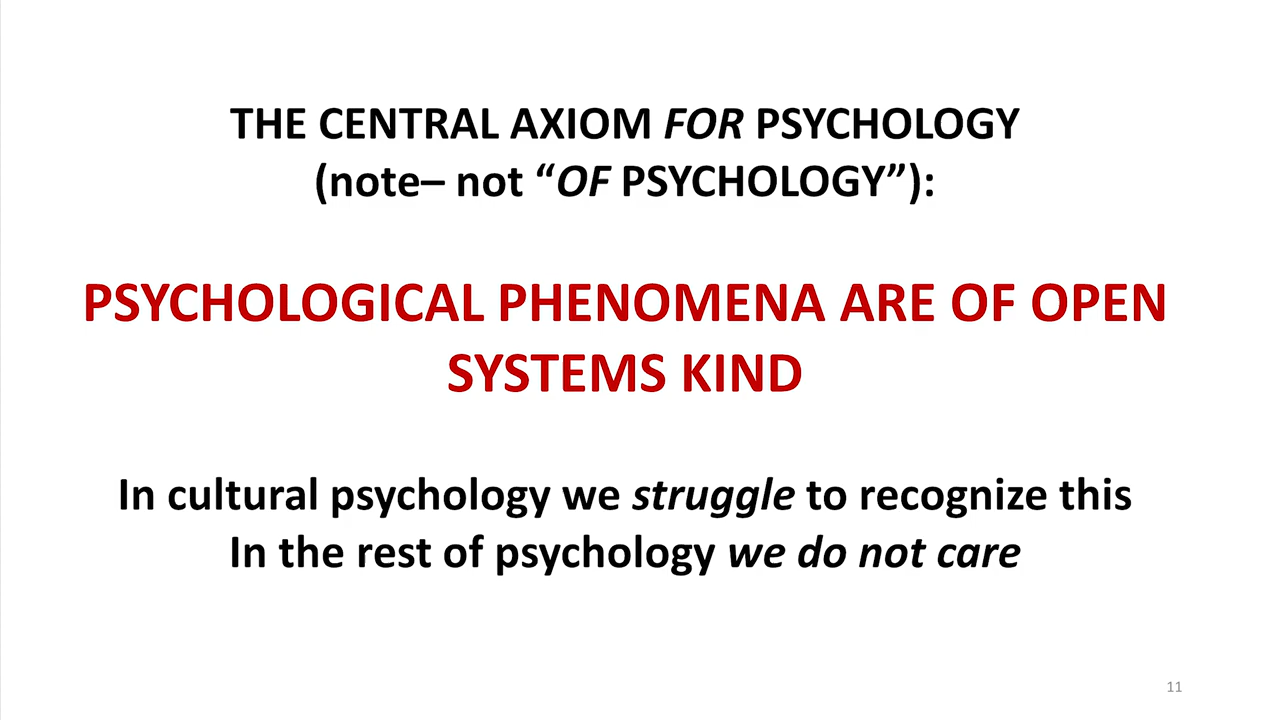 THE CENTRAL AXIOM FOR PSYCHOLOGY
(note– not “OF PSYCHOLOGY”):
PSYCHOLOGICAL PHENOMENA ARE OF OPEN
SYSTEMS KIND
In cultural psychology we struggle to recognize this
In the rest of psychology we do not care
11